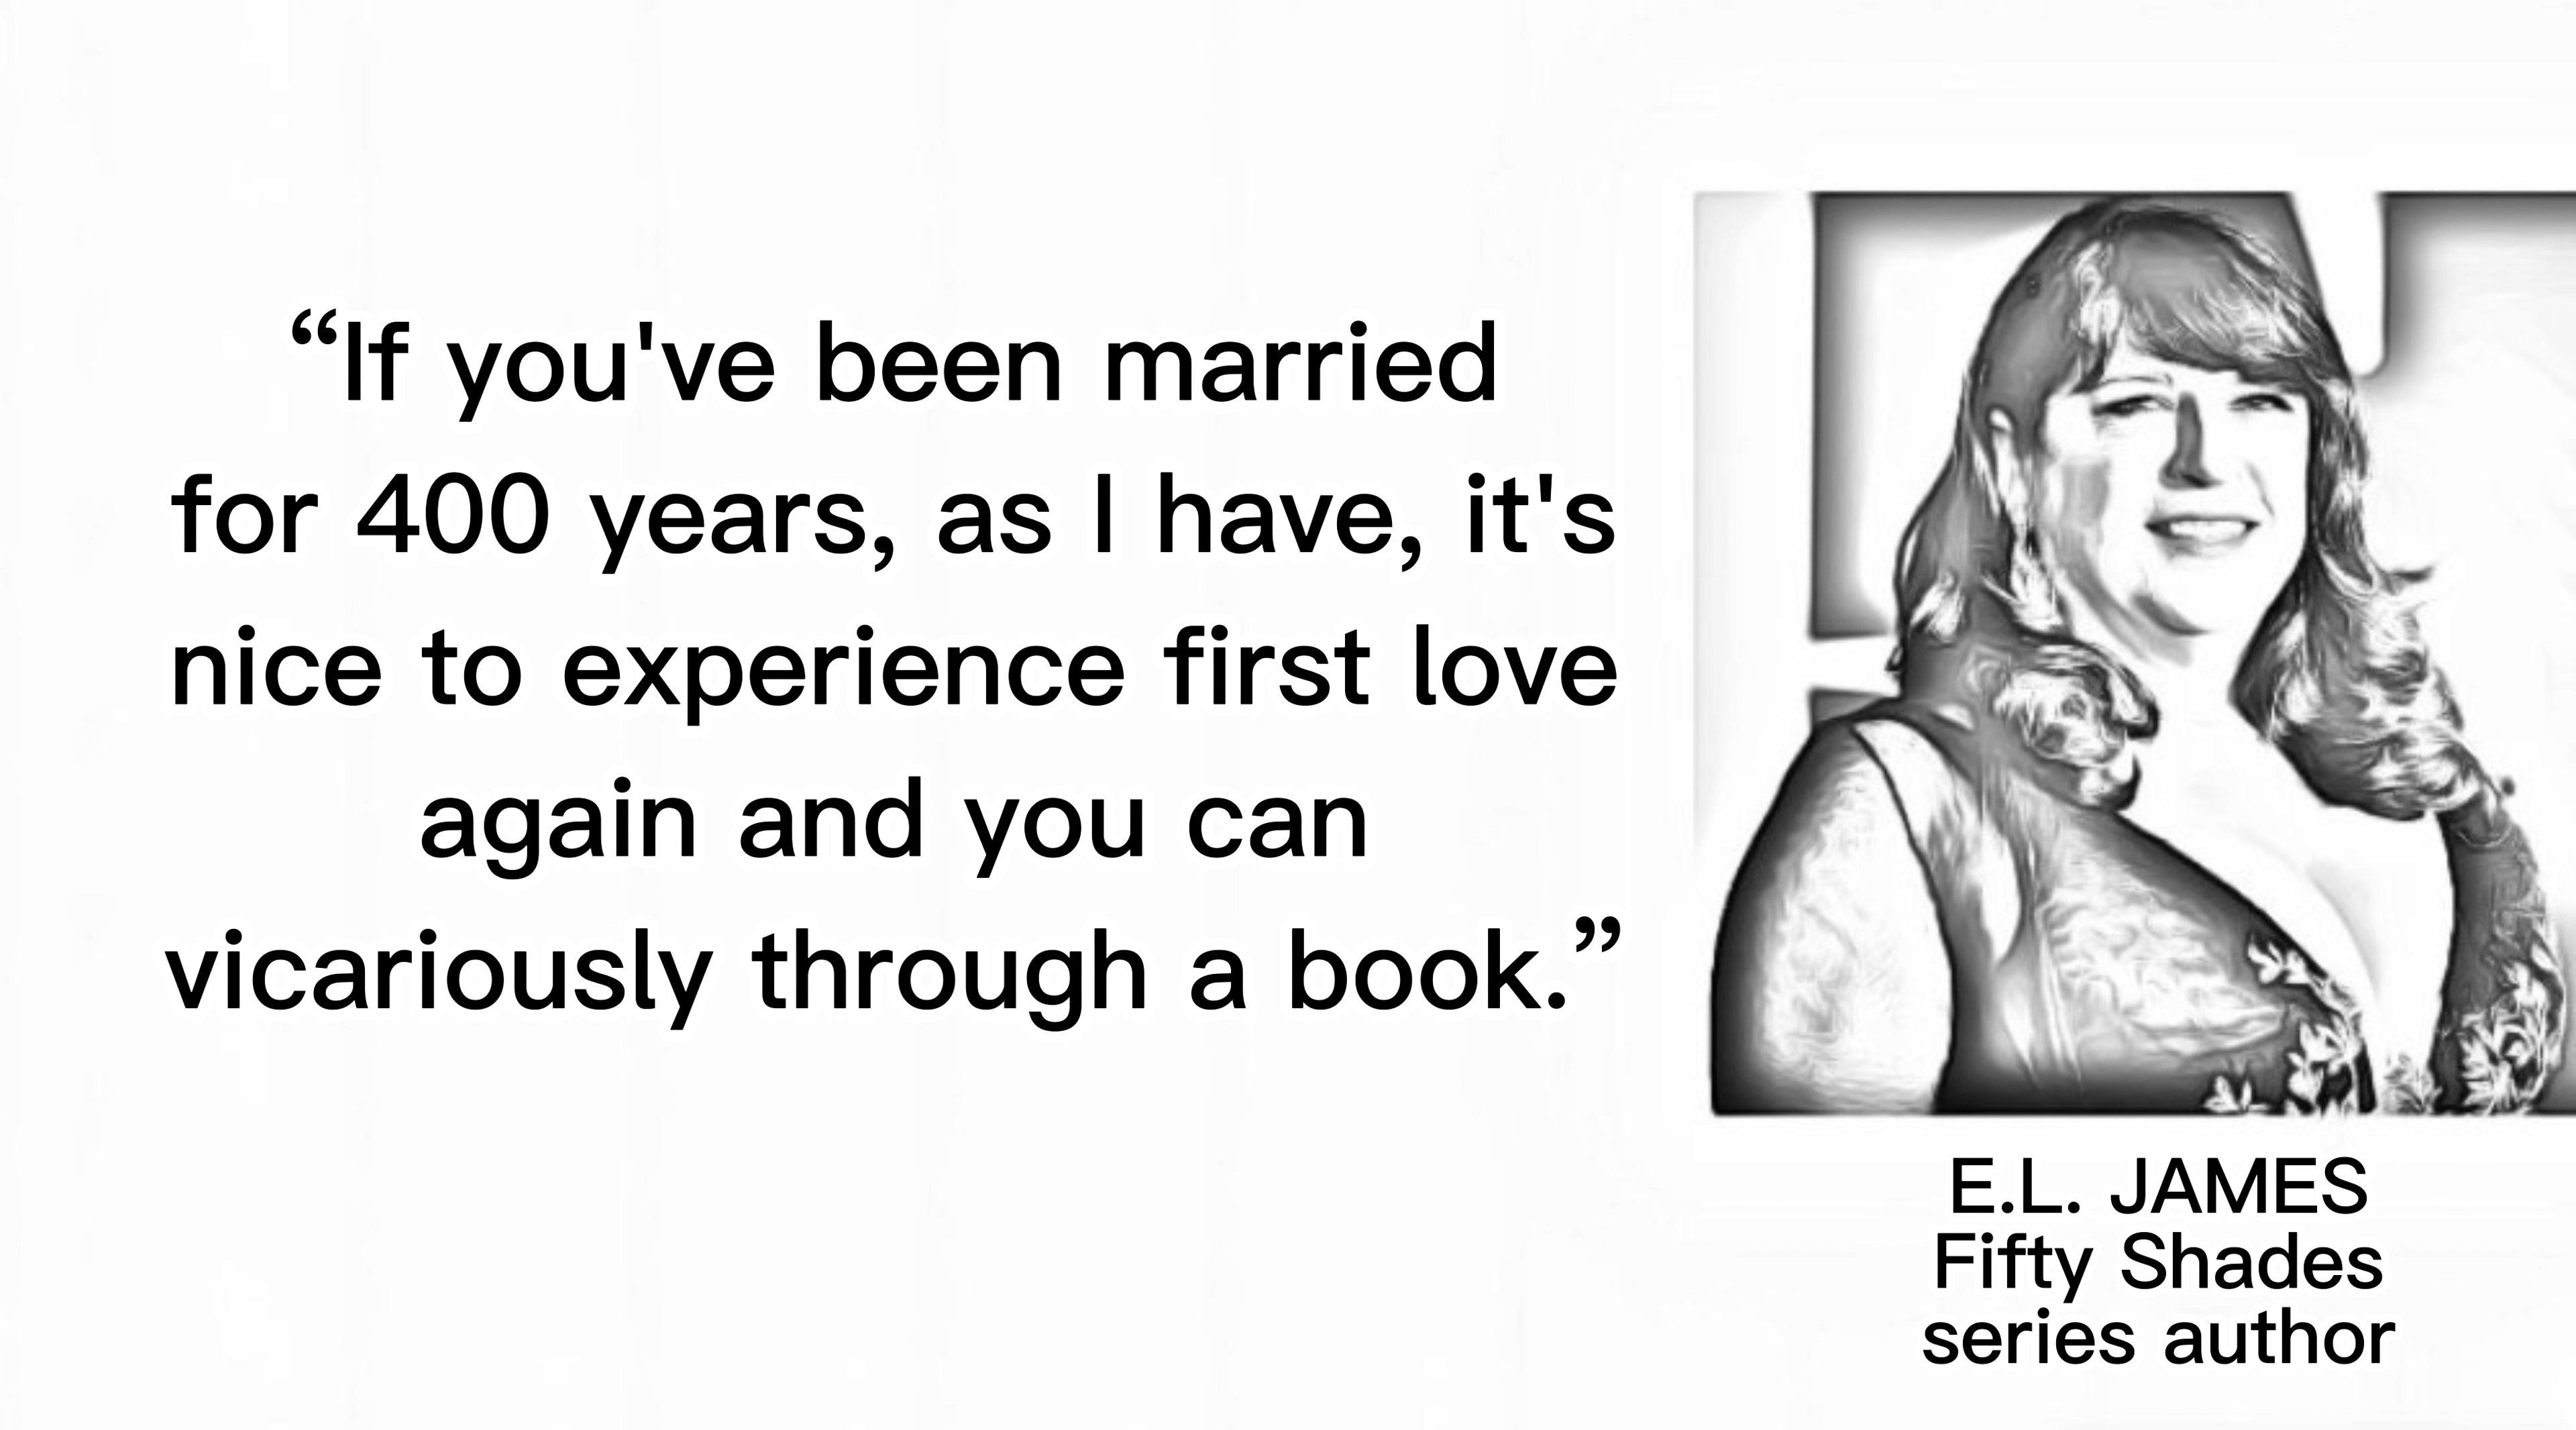 “If you've been married
for 400 years, as I have, it's
nice to experience first love
again and you can
vicariously through a book.”
E.L. JAMES
Fifty Shades
series author